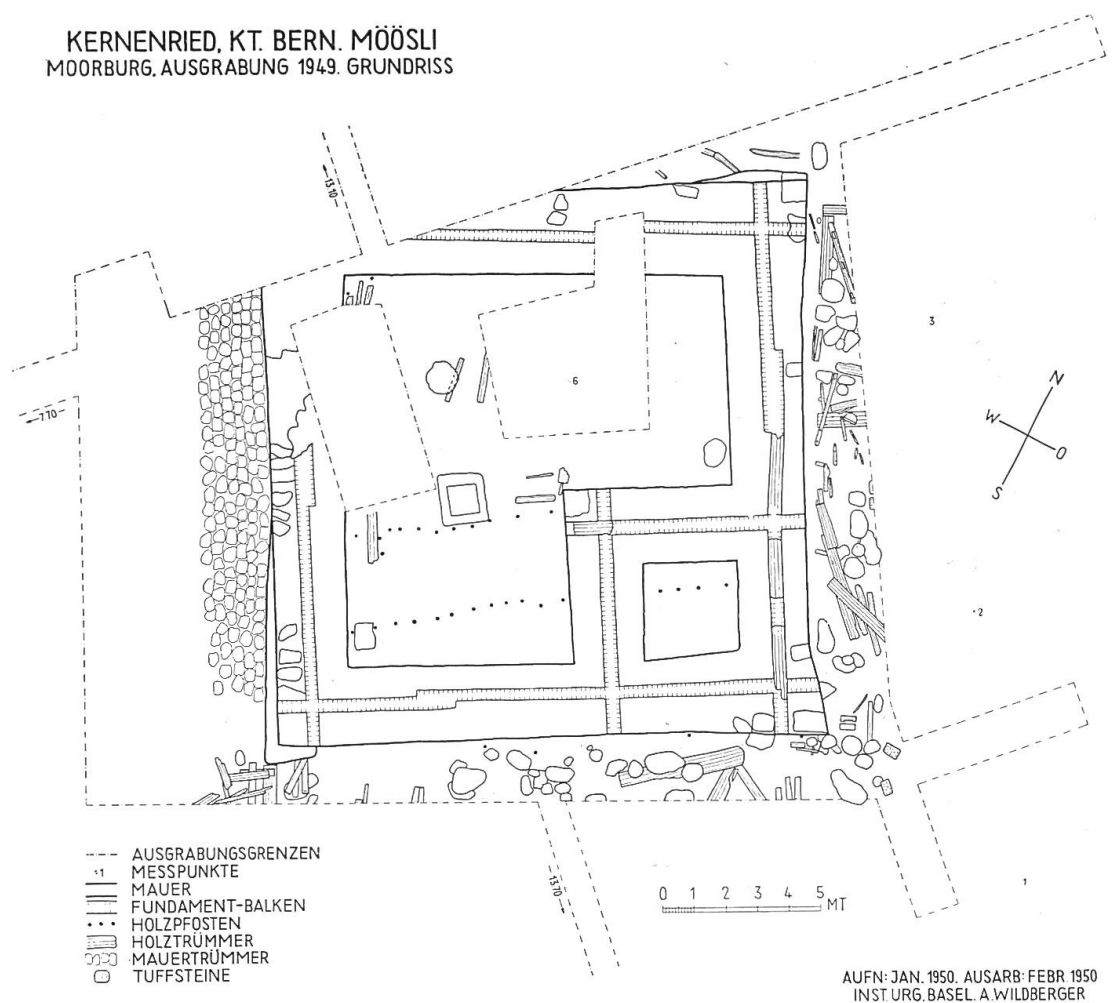 KERNENRIED, KT. BERN. MÖÖSLI
MOORBURG, AUSGRABUNG 1949. GRUNDRISS
13.10
7.70
3
6
N
W
O
S
2
AUSGRABUNGSGRENZEN
1 MESSPUNKTE
MAUER
FUNDAMENT-BALKEN
HOLZPFOSTEN
HOLZTRÜMMER
MAUERTRÜMMER
TUFFSTEINE
13.70
0 1 2 3 4 5 MT
1
AUFN: JAN. 1950. AUSARB: FEBR 1950
INST. URG. BASEL. A. WILDBERGER